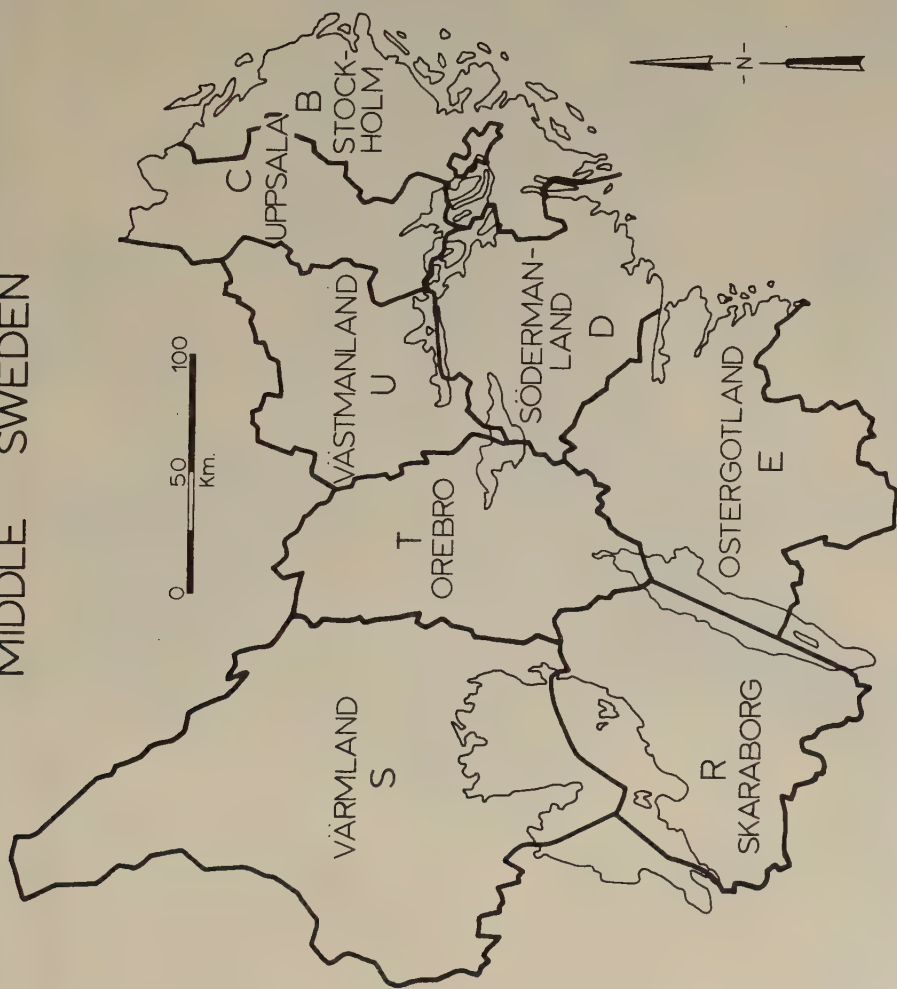 MIDDLE SWEDEN
0 50 100
Km.
C
UPPSALA
B
STOCK-
HOLM
VÄSTMANLAND
U
VÄRMLAND
S
T
OREBRO
SÖDERMAN-
LAND
D
R
SKARABORG
OSTERGOTLAND
E
-N-